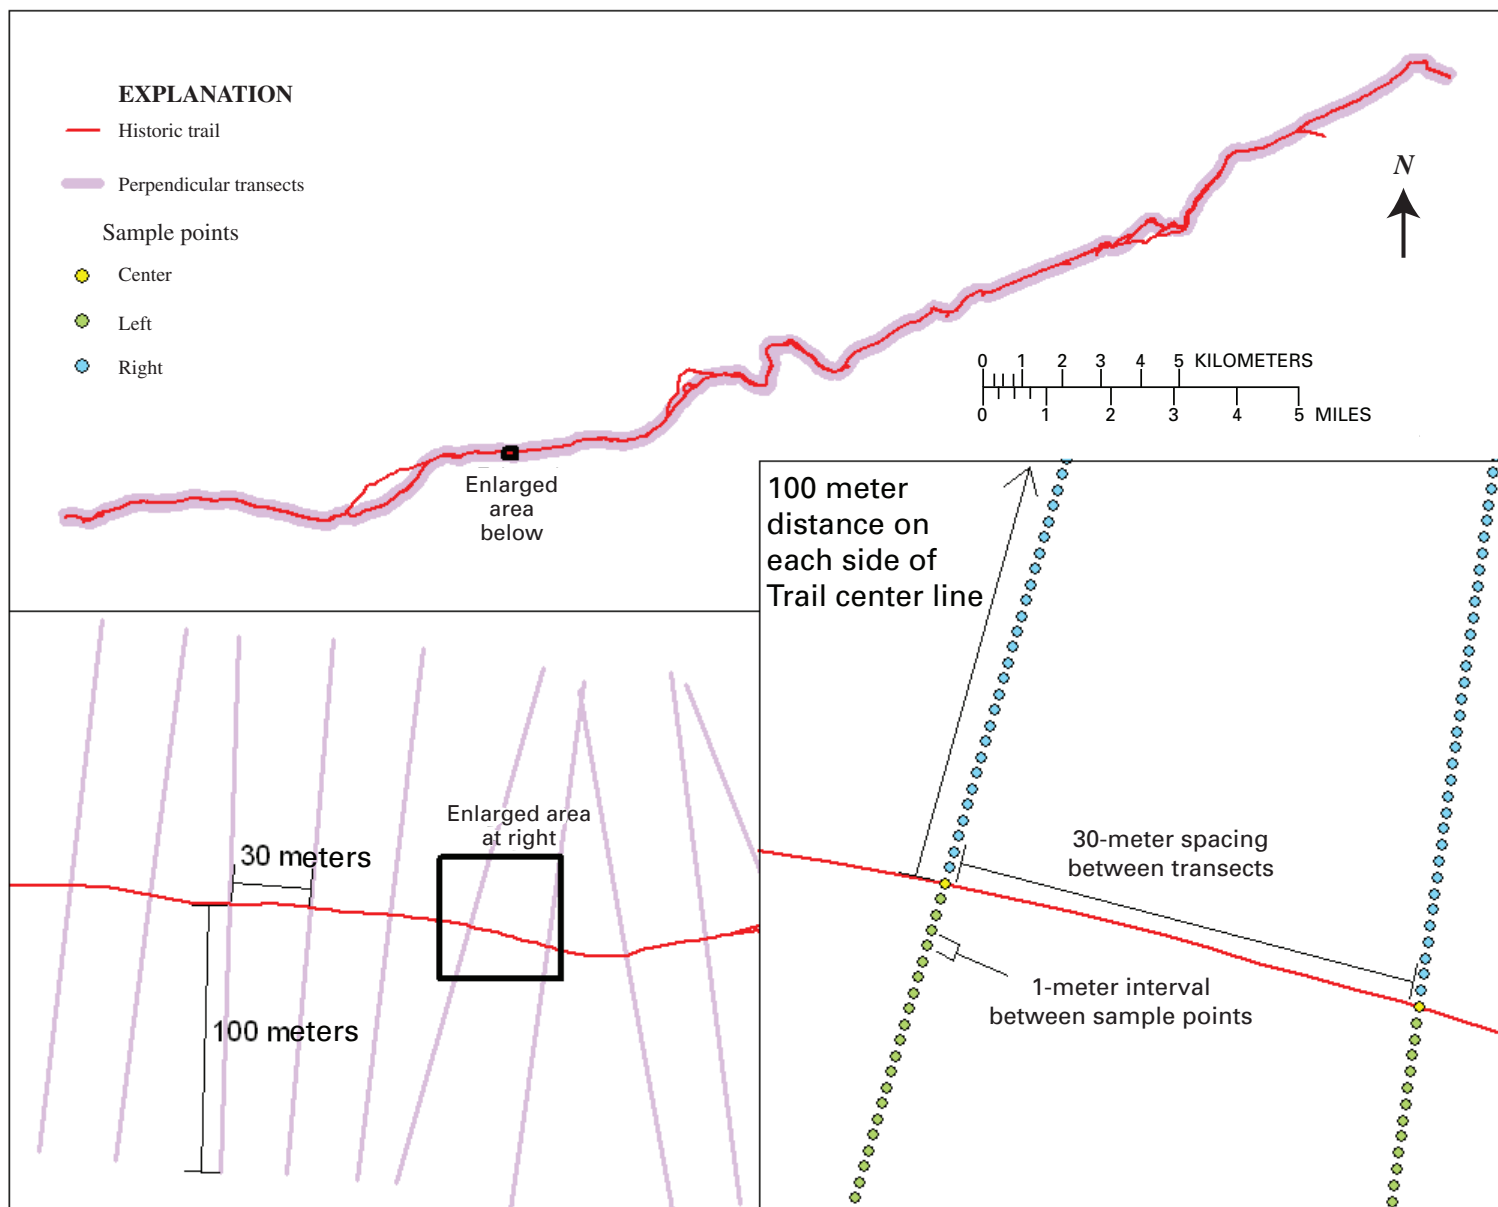 EXPLANATION
Historic trail
Perpendicular transects
Sample points
Center
Left
Right
N
0 1 2 3 4 5 KILOMETERS
0 1 2 3 4 5 MILES
Enlarged
area
below
100 meter
distance on
each side of
Trail center line
30-meter spacing
between transects
1-meter interval
between sample points
Enlarged area
at right
30 meters
100 meters